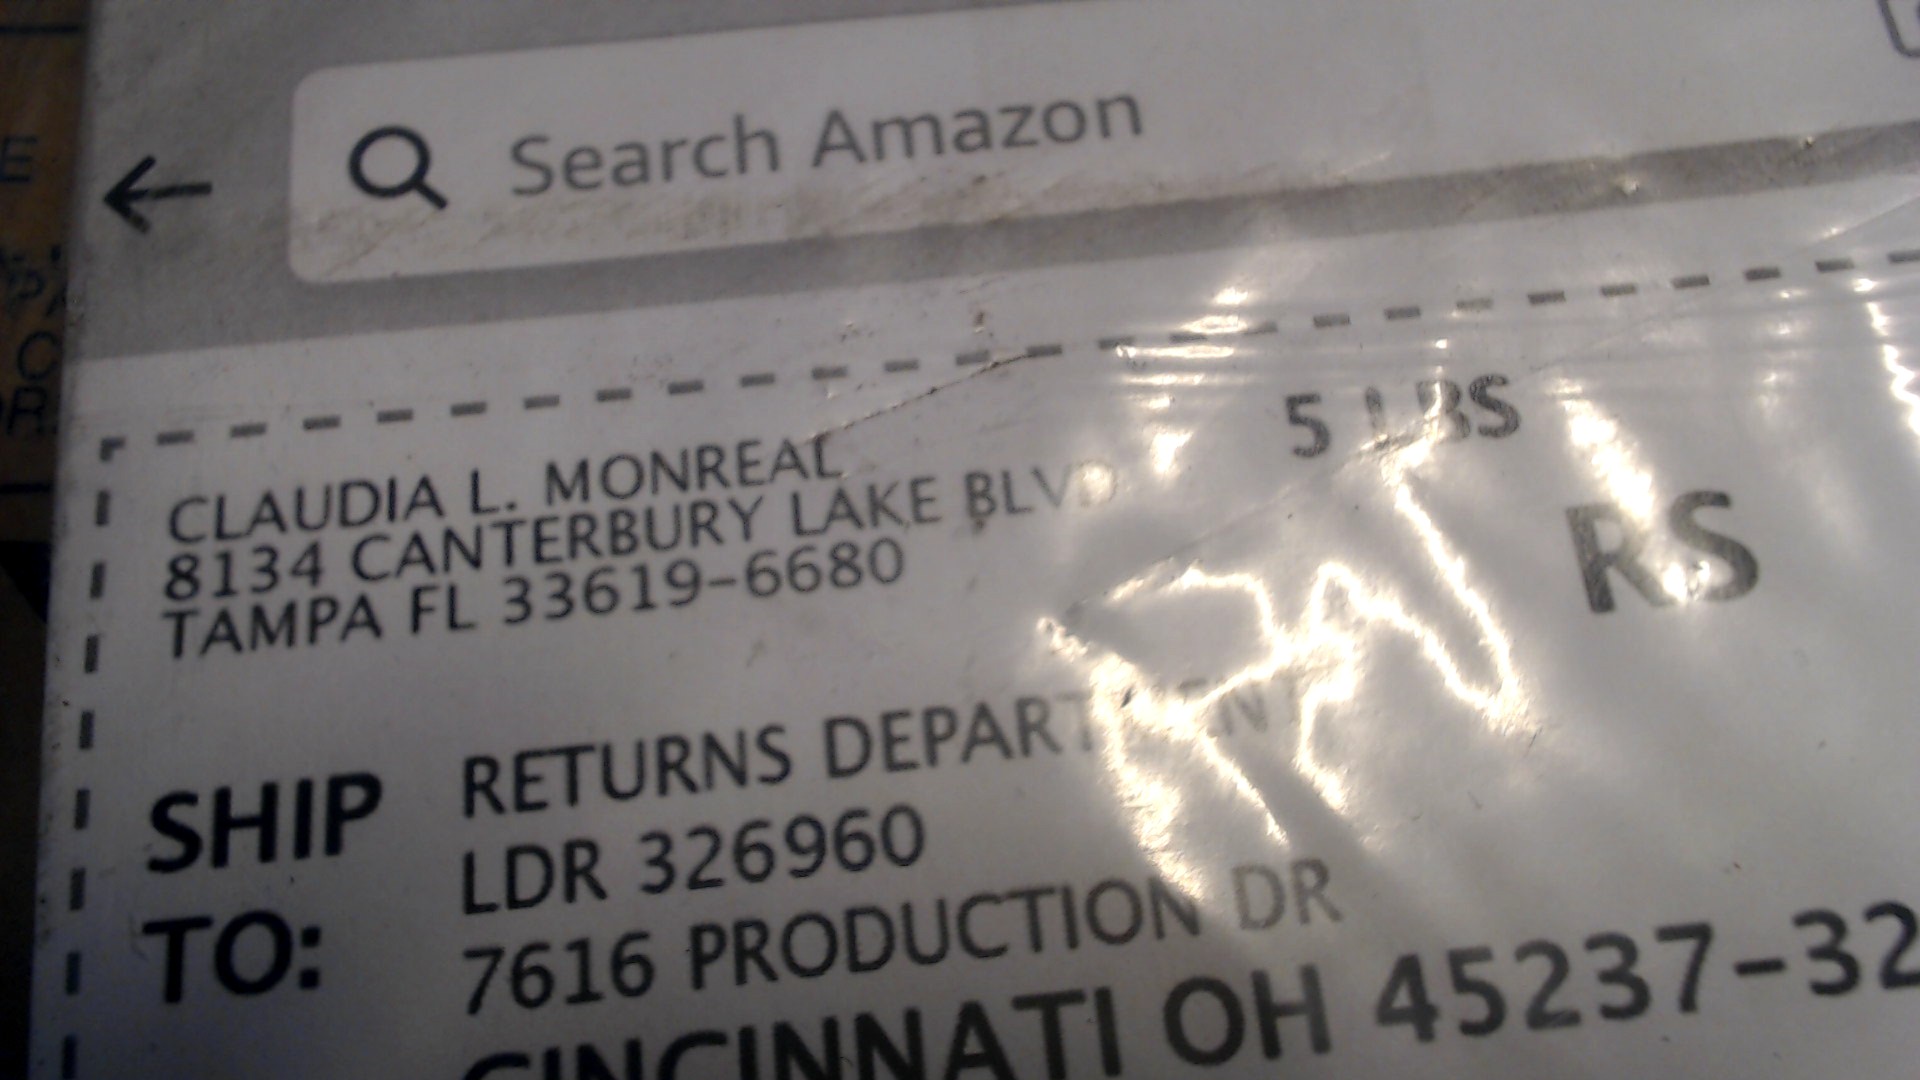 Search Amazon
5 LBS
CLAUDIA L. MONREAL
8134 CANTERBURY LAKE BLVD
TAMPA FL 33619-6680
RS
RETURNS DEPARTMENT
SHIP
LDR 326960
TO:
7616 PRODUCTION DR
CINCINNATI OH 45237-32